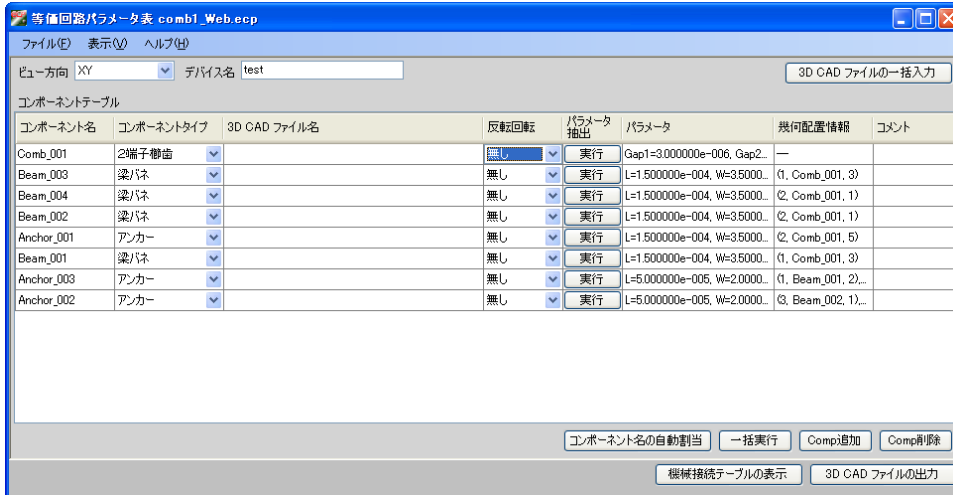 等価回路パラメータ表 comb1_Web.ecp
ファイル(F) 表示(V) ヘルプ(H)
ビュー方向 XY デバイス名 test 3D CAD ファイルの一括入力
コンポーネントテーブル
コンポーネント名 コンポーネントタイプ 3D CAD ファイル名 反転回転 パラメータ抽出 パラメータ 幾何配置情報 コメント
Comb_001 2端子櫛歯 無し 実行 Gap1=3.000000e-006, Gap2... ―
Beam_003 梁バネ 無し 実行 L=1.500000e-004, W=3.5000... (1, Comb_001, 3)
Beam_004 梁バネ 無し 実行 L=1.500000e-004, W=3.5000... (2, Comb_001, 1)
Beam_002 梁バネ 無し 実行 L=1.500000e-004, W=3.5000... (2, Comb_001, 1)
Anchor_001 アンカー 無し 実行 L=1.500000e-004, W=3.5000... (2, Comb_001, 5)
Beam_001 梁バネ 無し 実行 L=1.500000e-004, W=3.5000... (1, Comb_001, 3)
Anchor_003 アンカー 無し 実行 L=5.000000e-005, W=2.0000... (1, Beam_001, 2),...
Anchor_002 アンカー 無し 実行 L=5.000000e-005, W=2.0000... (3, Beam_002, 1),...
コンポーネント名の自動割当 一括実行 Comp追加 Comp削除
機械接続テーブルの表示 3D CAD ファイルの出力